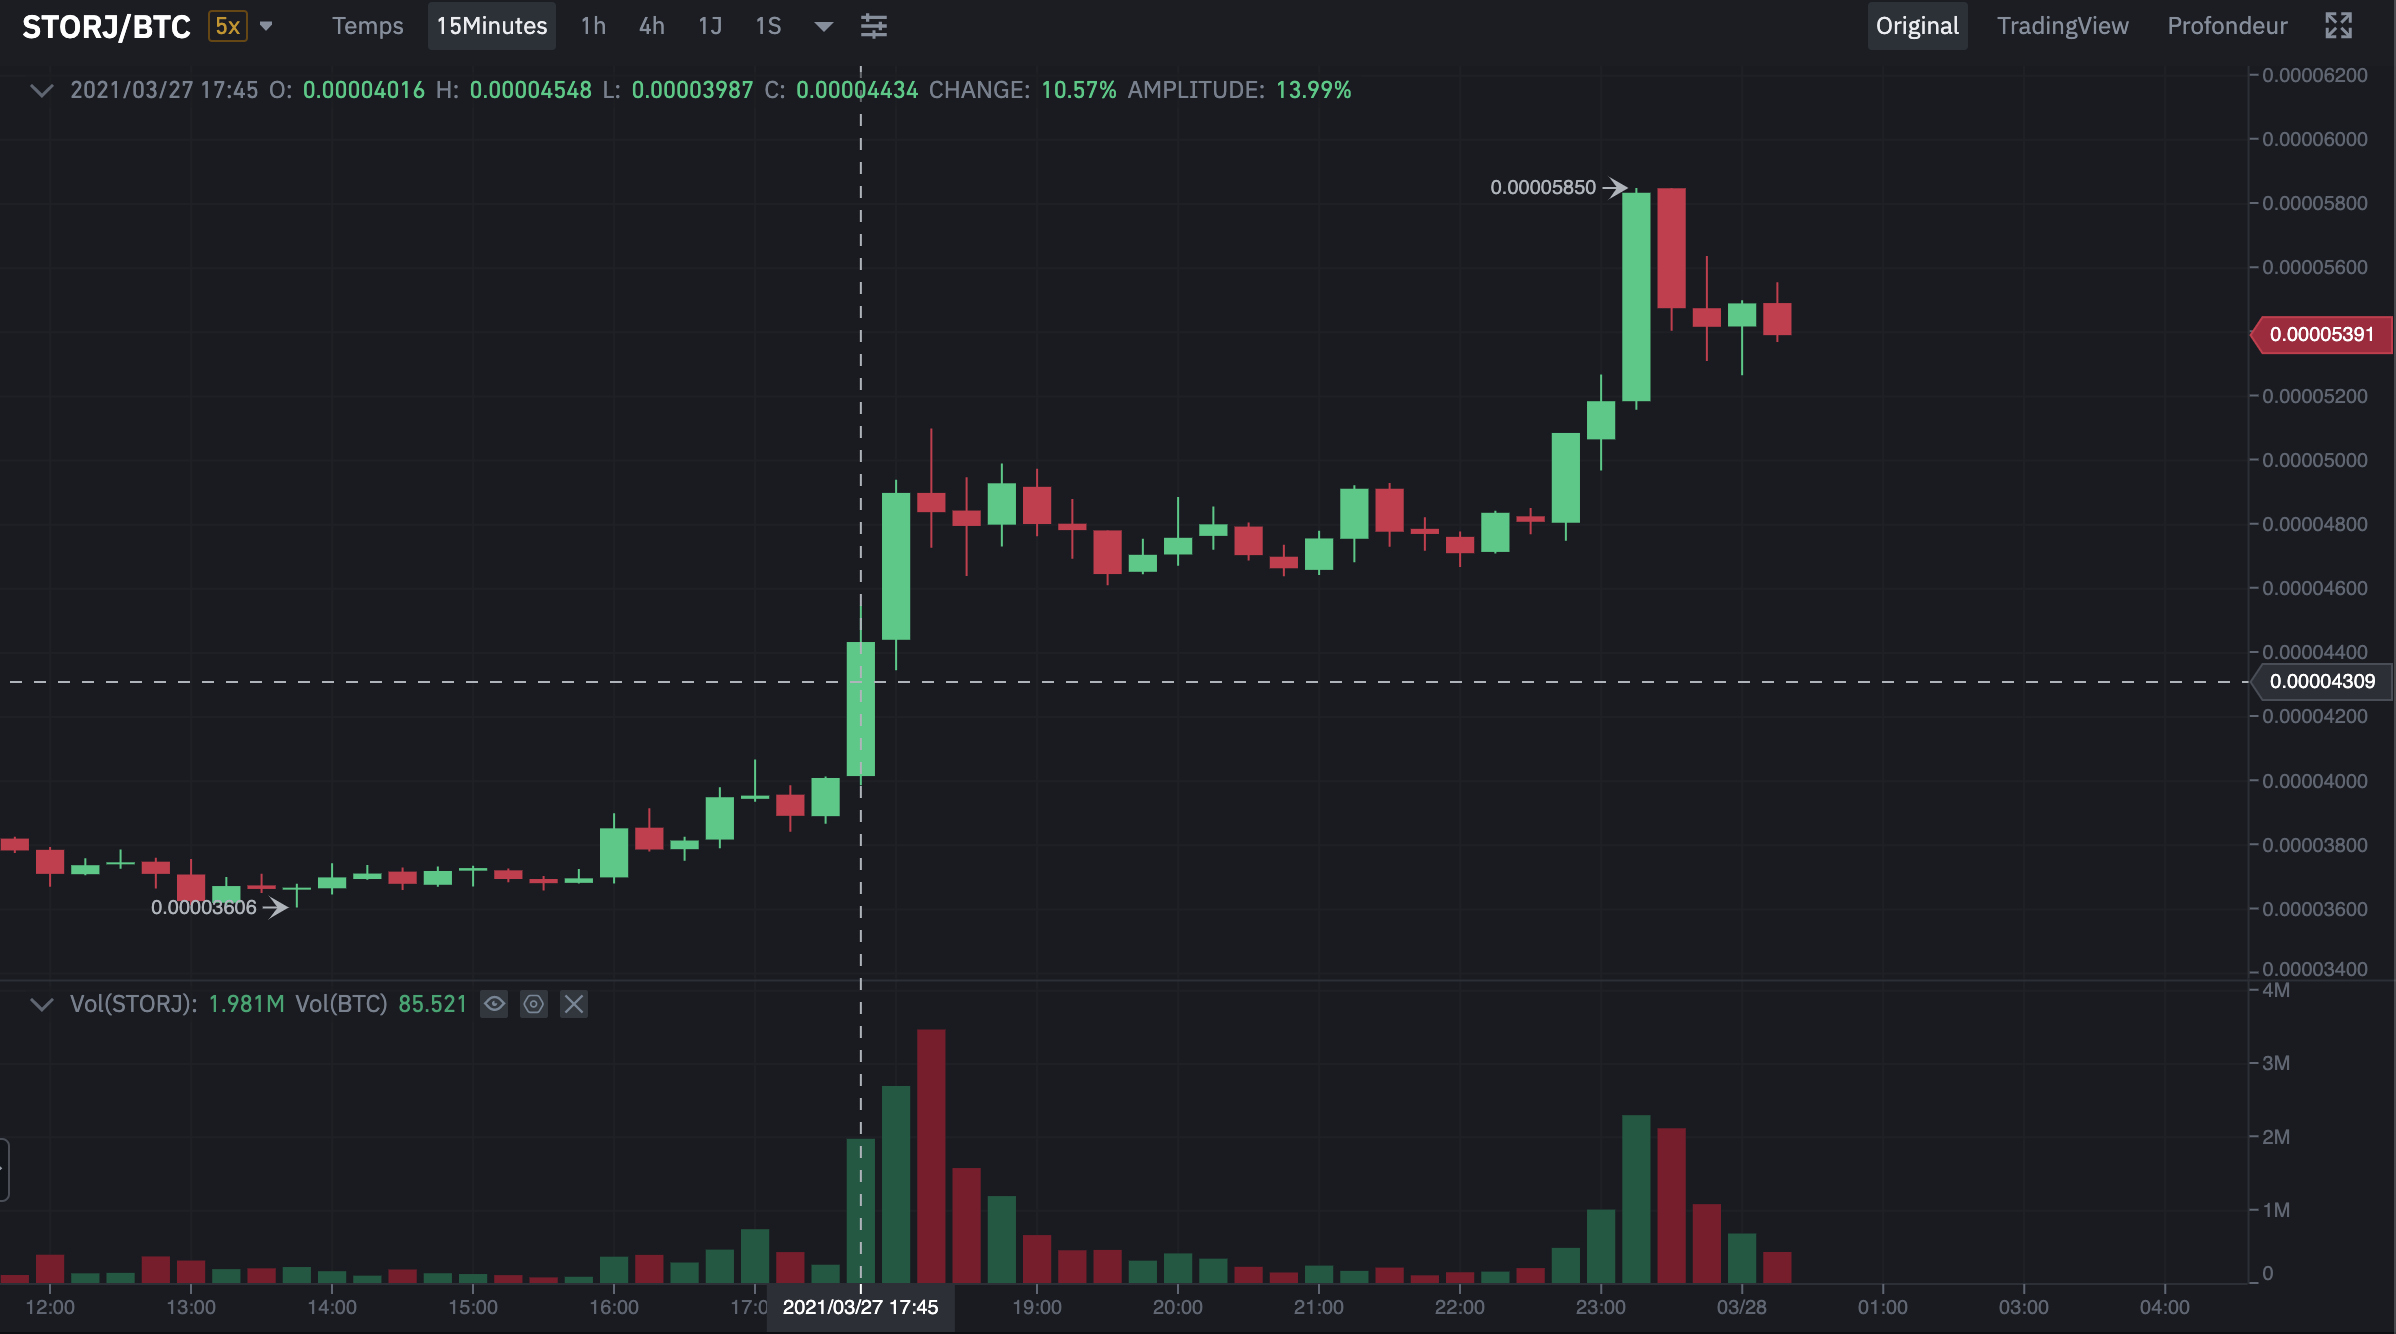 STORJ/BTC 5x Temps 15Minutes 1h 4h 1J 1S Original TradingView Profondeur
2021/03/27 17:45 O: 0.00004016 H: 0.00004548 L: 0.00003987 C: 0.00004434 CHANGE: 10.57% AMPLITUDE: 13.99%
0.00006200
0.00006000
0.00005850
0.00005800
0.00005600
0.00005391
0.00005200
0.00005000
0.00004800
0.00004600
0.00004400
0.00004309
0.00004200
0.00004000
0.00003800
0.00003606
0.00003600
0.00003400
Vol(STORJ): 1.981M Vol(BTC) 85.521
4M
3M
2M
1M
0
12:00 13:00 14:00 15:00 16:00 17:0 2021/03/27 17:45 19:00 20:00 21:00 22:00 23:00 03/28 01:00 03:00 04:00